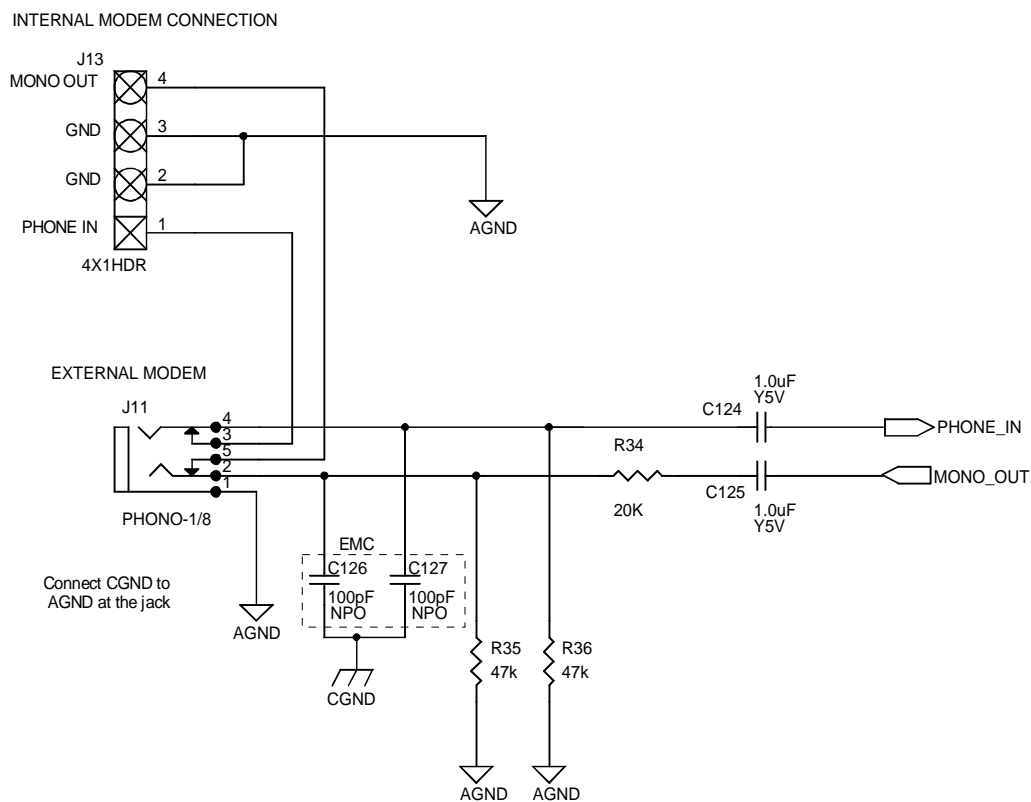 INTERNAL MODEM CONNECTION
J13
MONO OUT
4
GND
3
GND
2
PHONE IN
1
4X1HDR
AGND
EXTERNAL MODEM
J11
4
3
5
2
1
PHONO-1/8
1.0uF
Y5V
C124
PHONE_IN
R34
20K
C125
MONO_OUT
1.0uF
Y5V
EMC
C126
C127
100pF
NPO
100pF
NPO
Connect CGND to
AGND at the jack
AGND
CGND
R35
47k
R36
47k
AGND
AGND